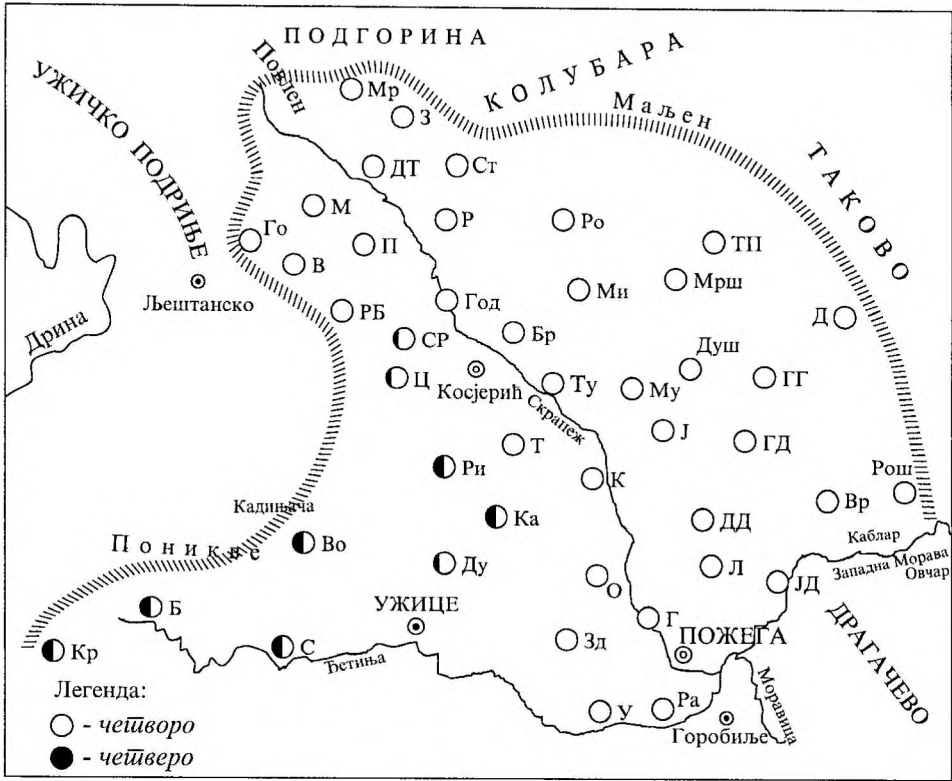 ПОДГОРИНА
КОЛУБАРА
ТАКОВО
УЖИЧКО ПОДРИЊЕ
Повлен
Маљен
Мр
З
ДТ
Ст
М
Р
Ро
Го
П
ТП
В
Мрш
Љештанско
Ми
Год
РБ
Д
Дрина
СР
Бр
Душ
Ц
Косјерић
Ту
Му
ГГ
Скрапеж
Т
Ј
ГД
Ри
К
Рош
Кадињача
Вр
Поникве
Во
Ка
ДД
Каблар
Ду
О
Л
Западна Морава
Овчар
ЈД
Б
УЖИЦЕ
Г
ДРАГАЧЕВО
Кр
С
Ђетиња
Зд
ПОЖЕГА
У
Ра
Горобиље
Моравица
Легенда:
- четворо
- четверо